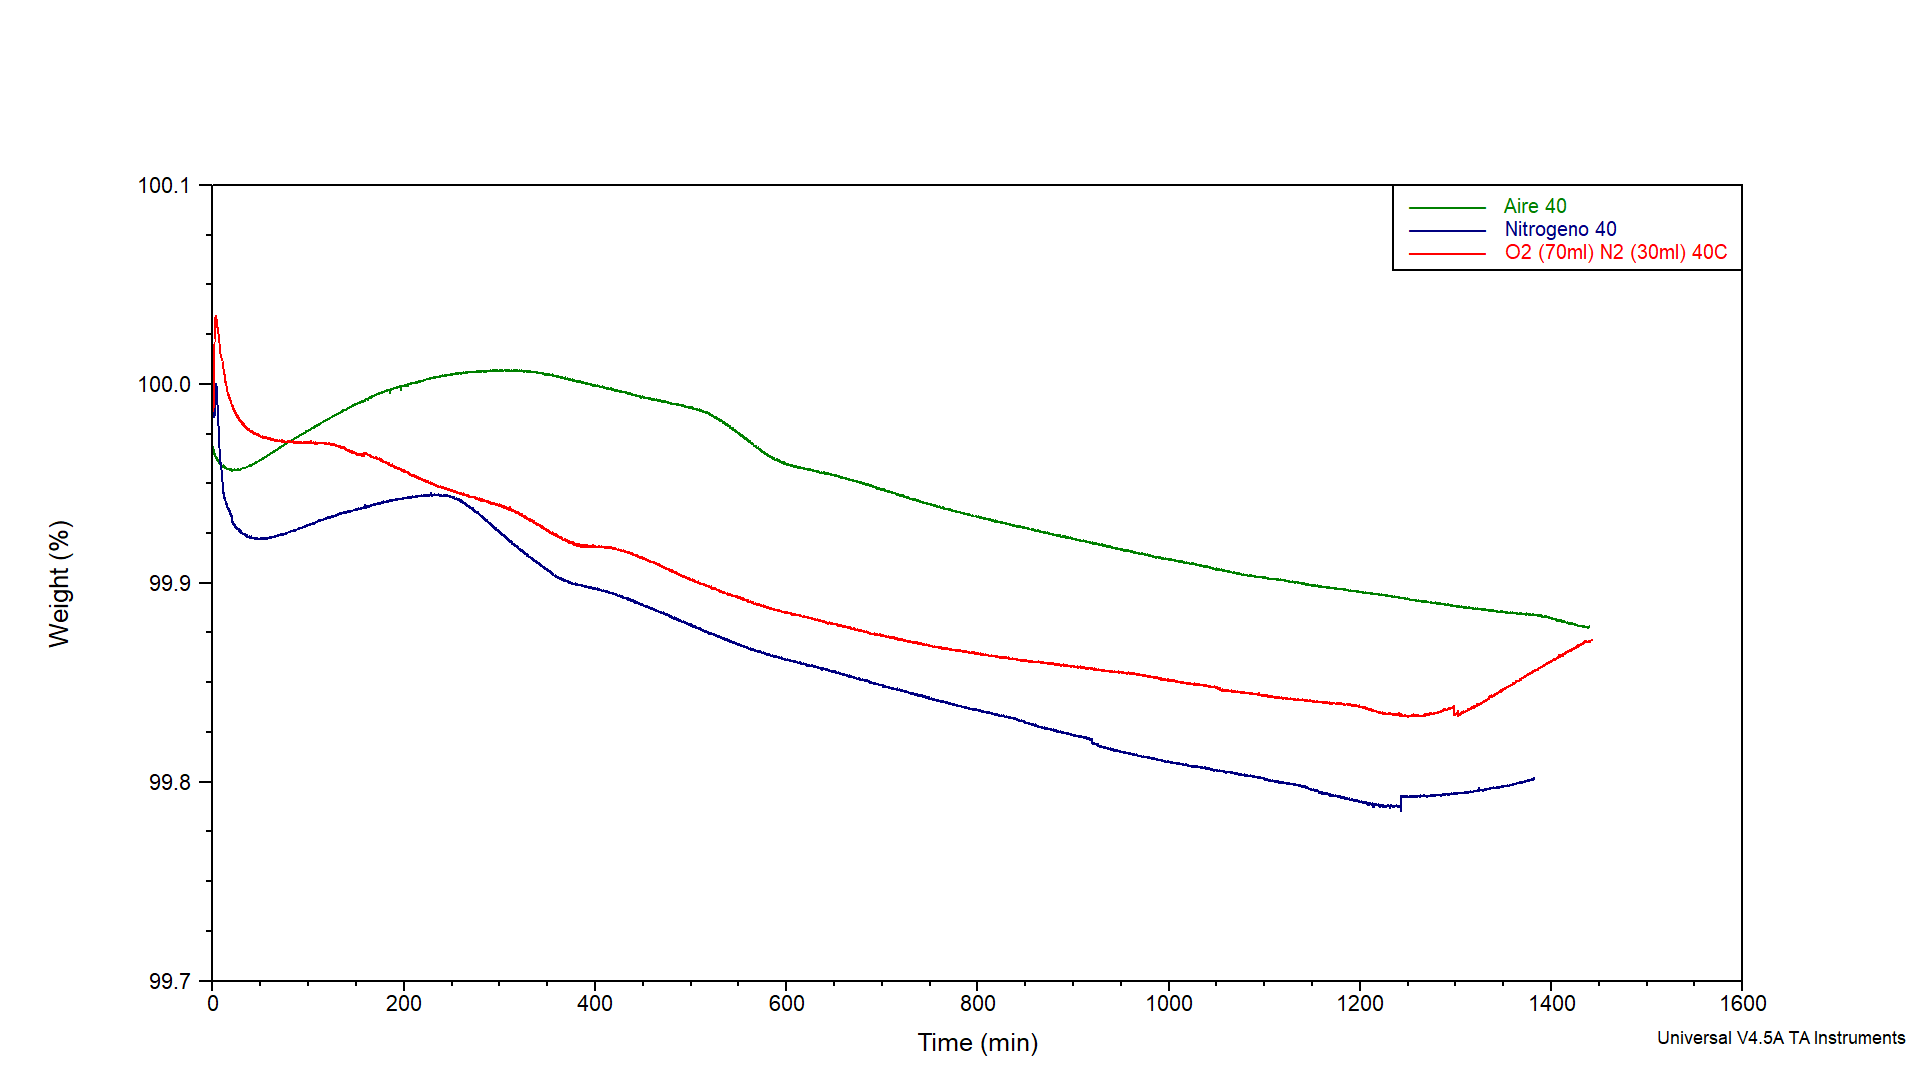 100.1
Aire 40
Nitrogeno 40
O2 (70ml) N2 (30ml) 40C
100.0
99.9
Weight (%)
99.8
99.7
0 200 400 600 800 1000 1200 1400 1600
Time (min)
Universal V4.5A TA Instruments